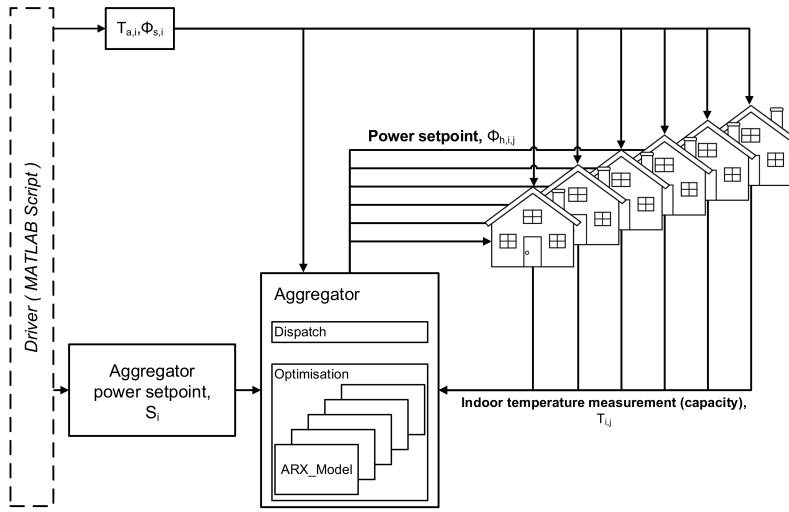 Driver ( MATLAB Script )
Ta,i,Φs,i
Power setpoint, Φh,i,j
Aggregator
Dispatch
Optimisation
ARX_Model
Aggregator
power setpoint,
Si
Indoor temperature measurement (capacity),
Ti,j